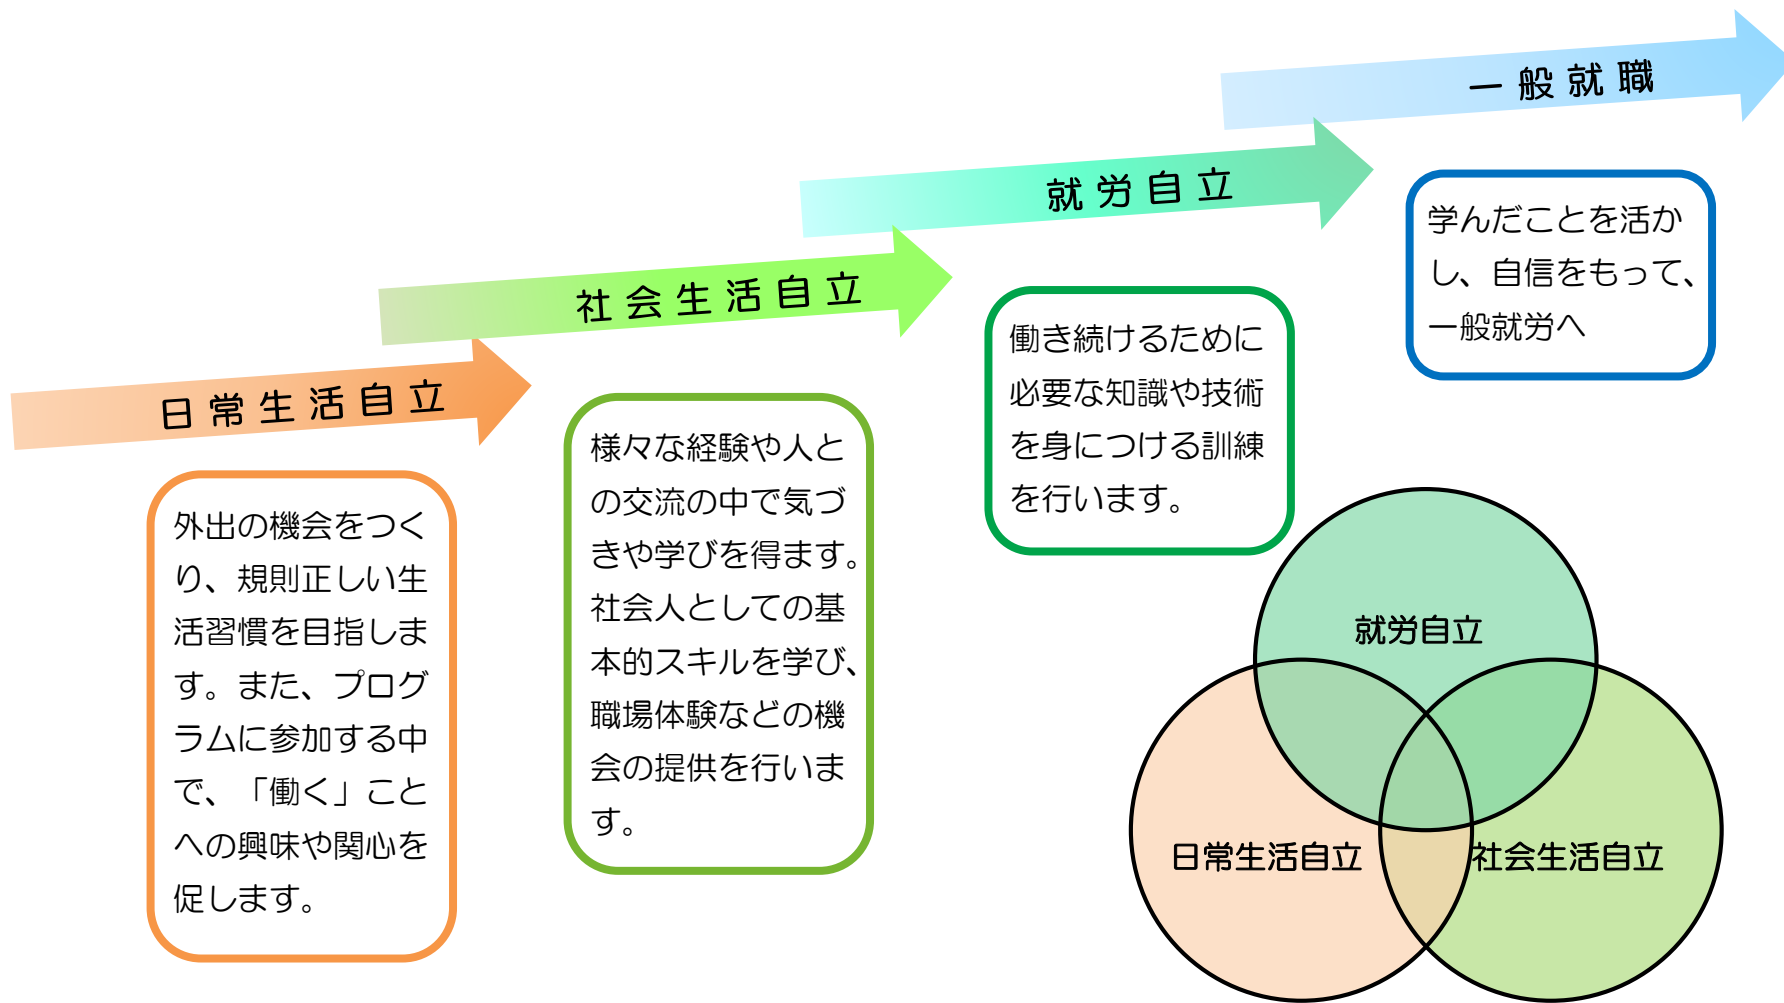 日常生活自立
外出の機会をつく
り、規則正しい生
活習慣を目指しま
す。また、プログ
ラムに参加する中
で、「働く」こと
への興味や関心を
促します。
社会生活自立
様々な経験や人と
の交流の中で気づ
きや学びを得ます。
社会人としての基
本的スキルを学び、
職場体験などの機
会の提供を行いま
す。
就労自立
働き続けるために
必要な知識や技術
を身につける訓練
を行います。
一般就職
学んだことを活か
し、自信をもって、
一般就労へ
就労自立
日常生活自立
社会生活自立